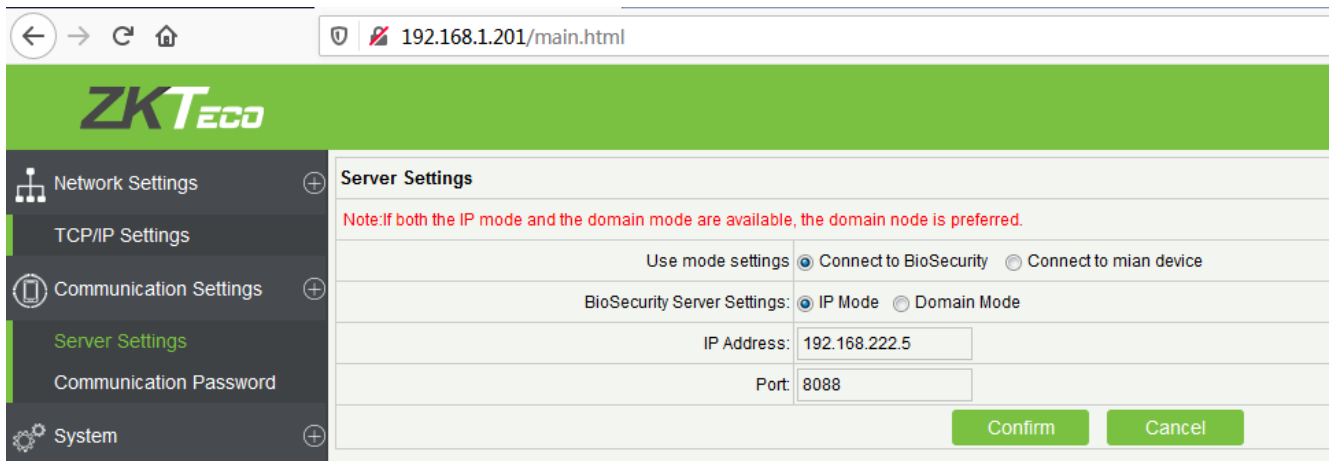 192.168.1.201/main.html
ZKTECO
Network Settings
TCP/IP Settings
Communication Settings
Server Settings
Communication Password
System
Server Settings
Note:If both the IP mode and the domain mode are available, the domain node is preferred.
Use mode settings Connect to BioSecurity Connect to mian device
BioSecurity Server Settings: IP Mode Domain Mode
IP Address: 192.168.222.5
Port: 8088
Confirm Cancel